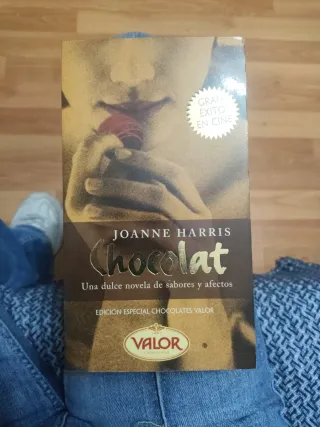 GRAN
ÉXITO
EN CINE
JOANNE HARRIS
Chocolat
Una dulce novela de sabores y afectos
EDICIÓN ESPECIAL CHOCOLATES VALOR
VALOR